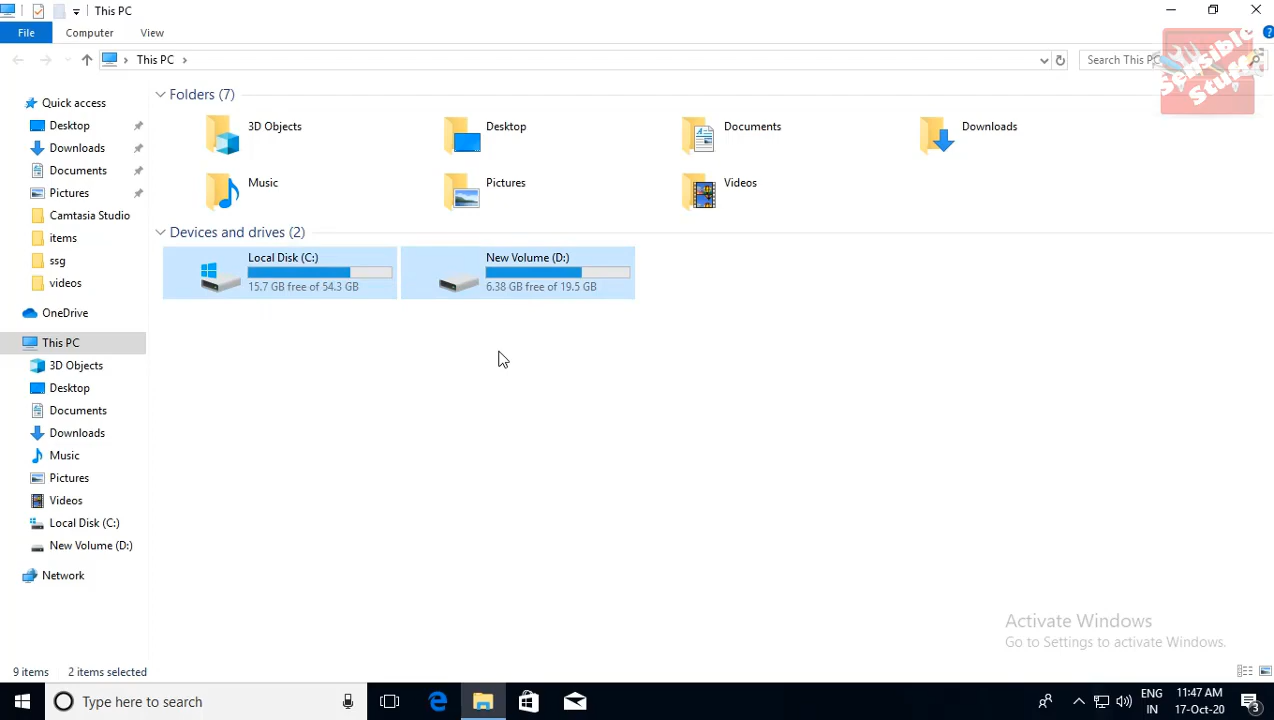 This PC
File Computer View
This PC
Search This PC
Sensible Stuff
Quick access
Desktop
Downloads
Documents
Pictures
Camtasia Studio
items
ssg
videos
OneDrive
This PC
3D Objects
Desktop
Documents
Downloads
Music
Pictures
Videos
Local Disk (C:)
New Volume (D:)
Network
Folders (7)
3D Objects Desktop Documents Downloads
Music Pictures Videos
Devices and drives (2)
Local Disk (C:)
15.7 GB free of 54.3 GB
New Volume (D:)
6.38 GB free of 19.5 GB
Activate Windows
Go to Settings to activate Windows.
9 items 2 items selected
Type here to search
ENG
IN
11:47 AM
17-Oct-20
3